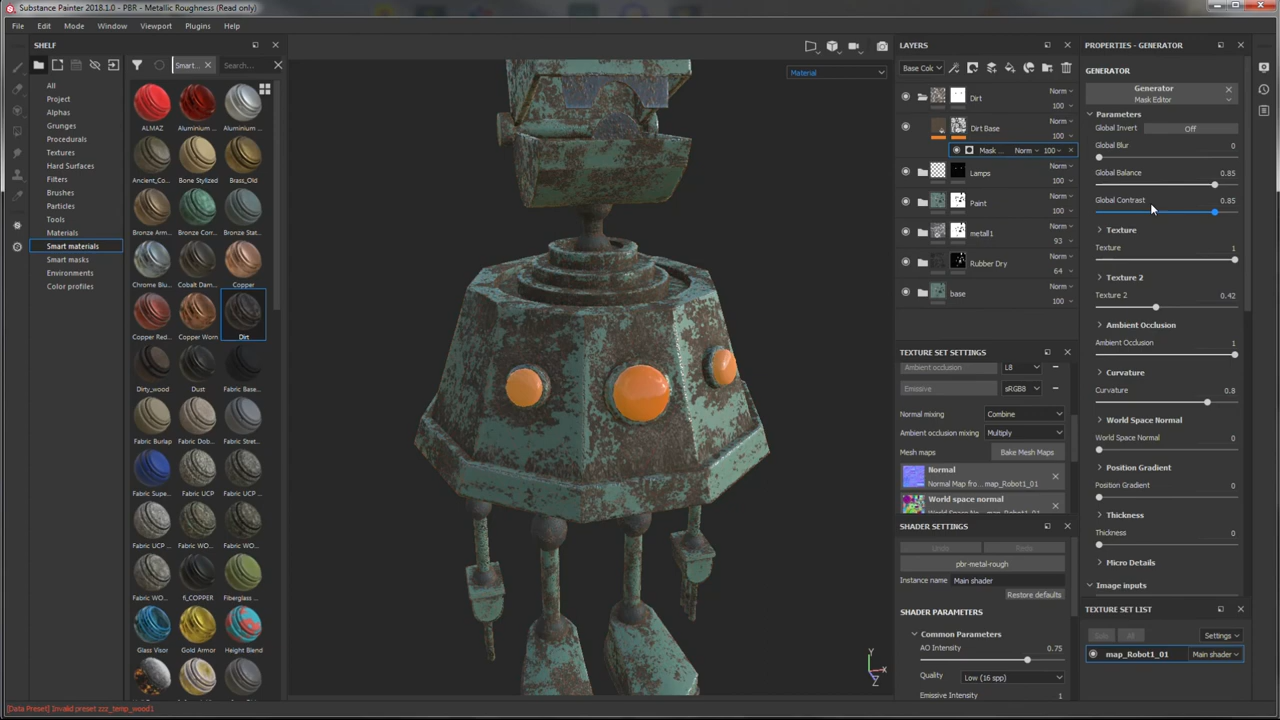 Substance Painter 2018.1.0 - PBR - Metallic Roughness (Read only)
File Edit Mode Window Viewport Plugins Help
SHELF
Smart... Search...
All
Project
Alphas
Grunges
Procedurals
Textures
Hard Surfaces
Filters
Brushes
Particles
Tools
Materials
Smart materials
Smart masks
Environments
Color profiles
ALMAZ Aluminium ... Aluminium ...
Ancient_Co... Bone Stylized Brass_Old
Bronze Arm... Bronze Corr... Bronze Stat...
Chrome Blu... Cobalt Dam... Copper
Copper Red... Copper Worn Dirt
Dirty_wood Dust Fabric Base...
Fabric Burlap Fabric Dob... Fabric Stret...
Fabric Supe... Fabric UCP Fabric UCP ...
Fabric UCP ... Fabric WO... Fabric WO...
Fabric WO... fi_COPPER Fiberglass ...
Glass Visor Gold Armor Height Blend
Material
Y
X
Z
LAYERS
Base Col
Dirt Norm 100
Dirt Base Norm 100
Mask ... Norm 100
Lamps Norm 100
Paint Norm 100
metall1 Norm 93
Rubber Dry Norm 64
base Norm 100
TEXTURE SET SETTINGS
Ambient occlusion L8
Emissive sRGB8
Normal mixing Combine
Ambient occlusion mixing Multiply
Mesh maps Bake Mesh Maps
Normal
Normal Map fro... map_Robot1_01
World space normal
SHADER SETTINGS
Undo Redo
pbr-metal-rough
Instance name Main shader
Restore defaults
SHADER PARAMETERS
Common Parameters
AO Intensity 0.75
Quality Low (16 spp)
Emissive Intensity 1
PROPERTIES - GENERATOR
GENERATOR
Generator
Mask Editor
Parameters
Global Invert Off
Global Blur 0
Global Balance 0.85
Global Contrast 0.85
Texture
Texture 1
Texture 2
Texture 2 0.42
Ambient Occlusion
Ambient Occlusion 1
Curvature
Curvature 0.8
World Space Normal
World Space Normal 0
Position Gradient
Position Gradient 0
Thickness
Thickness 0
Micro Details
Image inputs
TEXTURE SET LIST
Solo All Settings
map_Robot1_01 Main shader
[Data Preset] Invalid preset zzz_temp_wood1